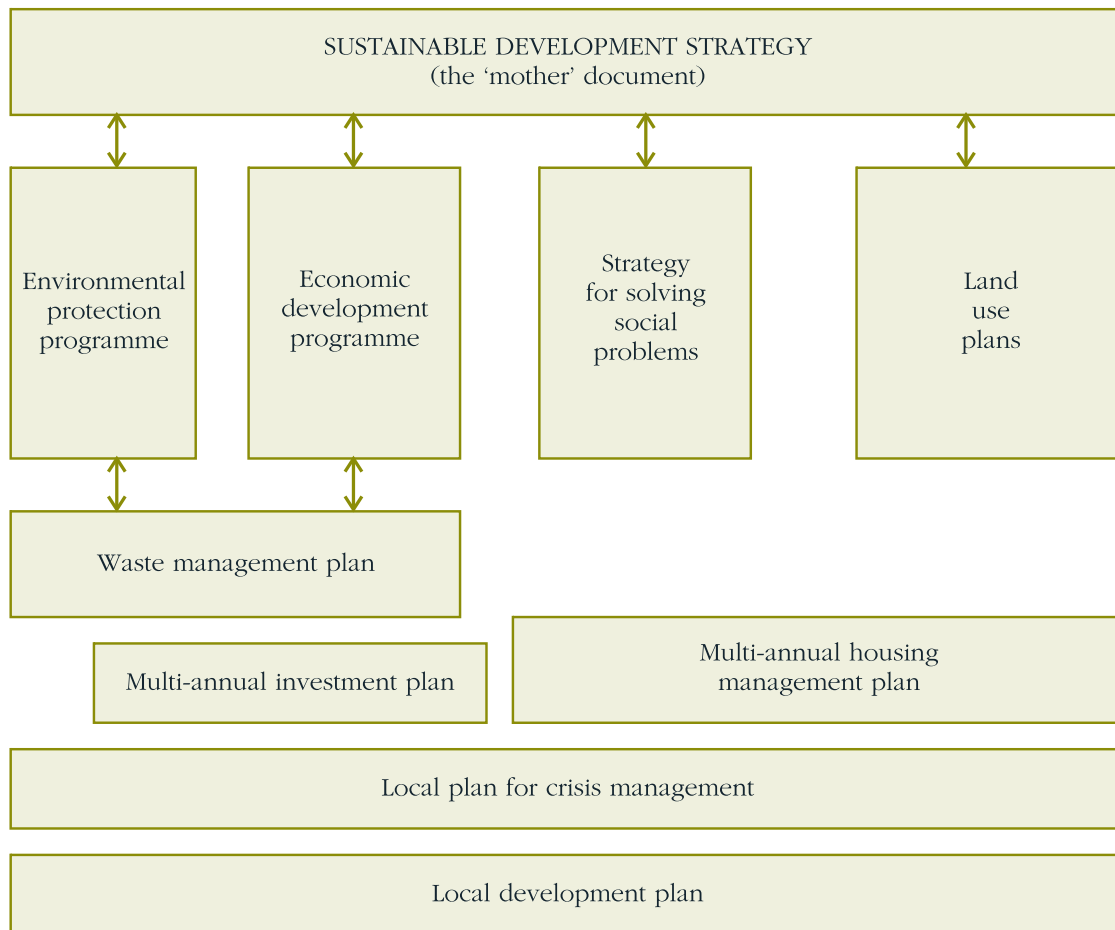 SUSTAINABLE DEVELOPMENT STRATEGY
(the ‘mother’ document)
Environmental
protection
programme
Economic
development
programme
Strategy
for solving
social
problems
Land
use
plans
Waste management plan
Multi-annual investment plan
Multi-annual housing
management plan
Local plan for crisis management
Local development plan